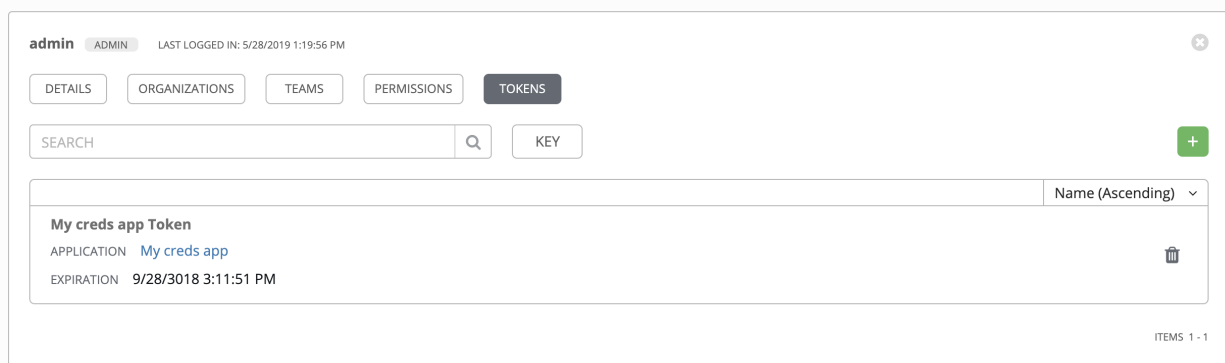 admin ADMIN LAST LOGGED IN: 5/28/2019 1:19:56 PM
DETAILS ORGANIZATIONS TEAMS PERMISSIONS TOKENS
SEARCH KEY +
Name (Ascending)
My creds app Token
APPLICATION My creds app
EXPIRATION 9/28/3018 3:11:51 PM
ITEMS 1 - 1